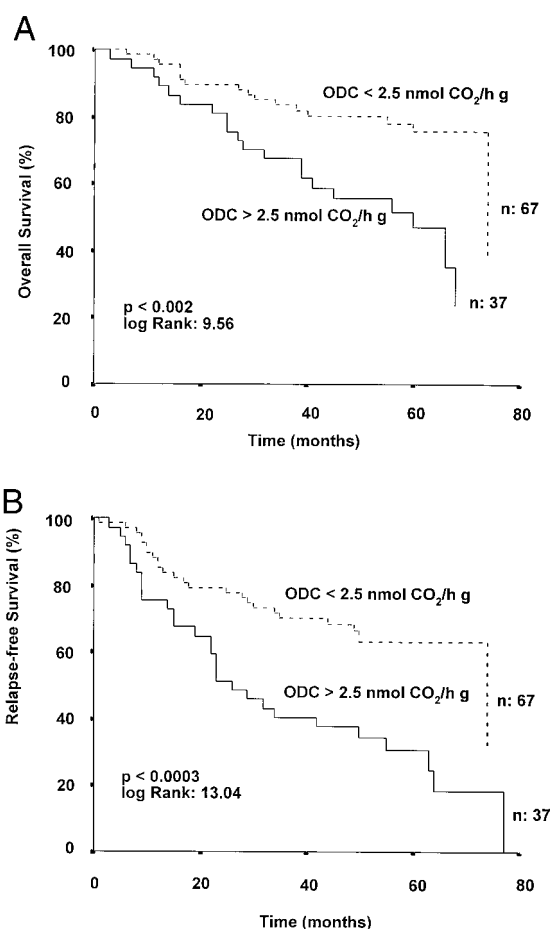 A
100
80
60
40
20
0
Overall Survival (%)
ODC < 2.5 nmol CO₂/h g
ODC > 2.5 nmol CO₂/h g
n: 67
n: 37
p < 0.002
log Rank: 9.56
0 20 40 60 80
Time (months)
B
100
80
60
40
20
0
Relapse-free Survival (%)
ODC < 2.5 nmol CO₂/h g
ODC > 2.5 nmol CO₂/h g
n: 67
p < 0.0003
log Rank: 13.04
n: 37
0 20 40 60 80
Time (months)